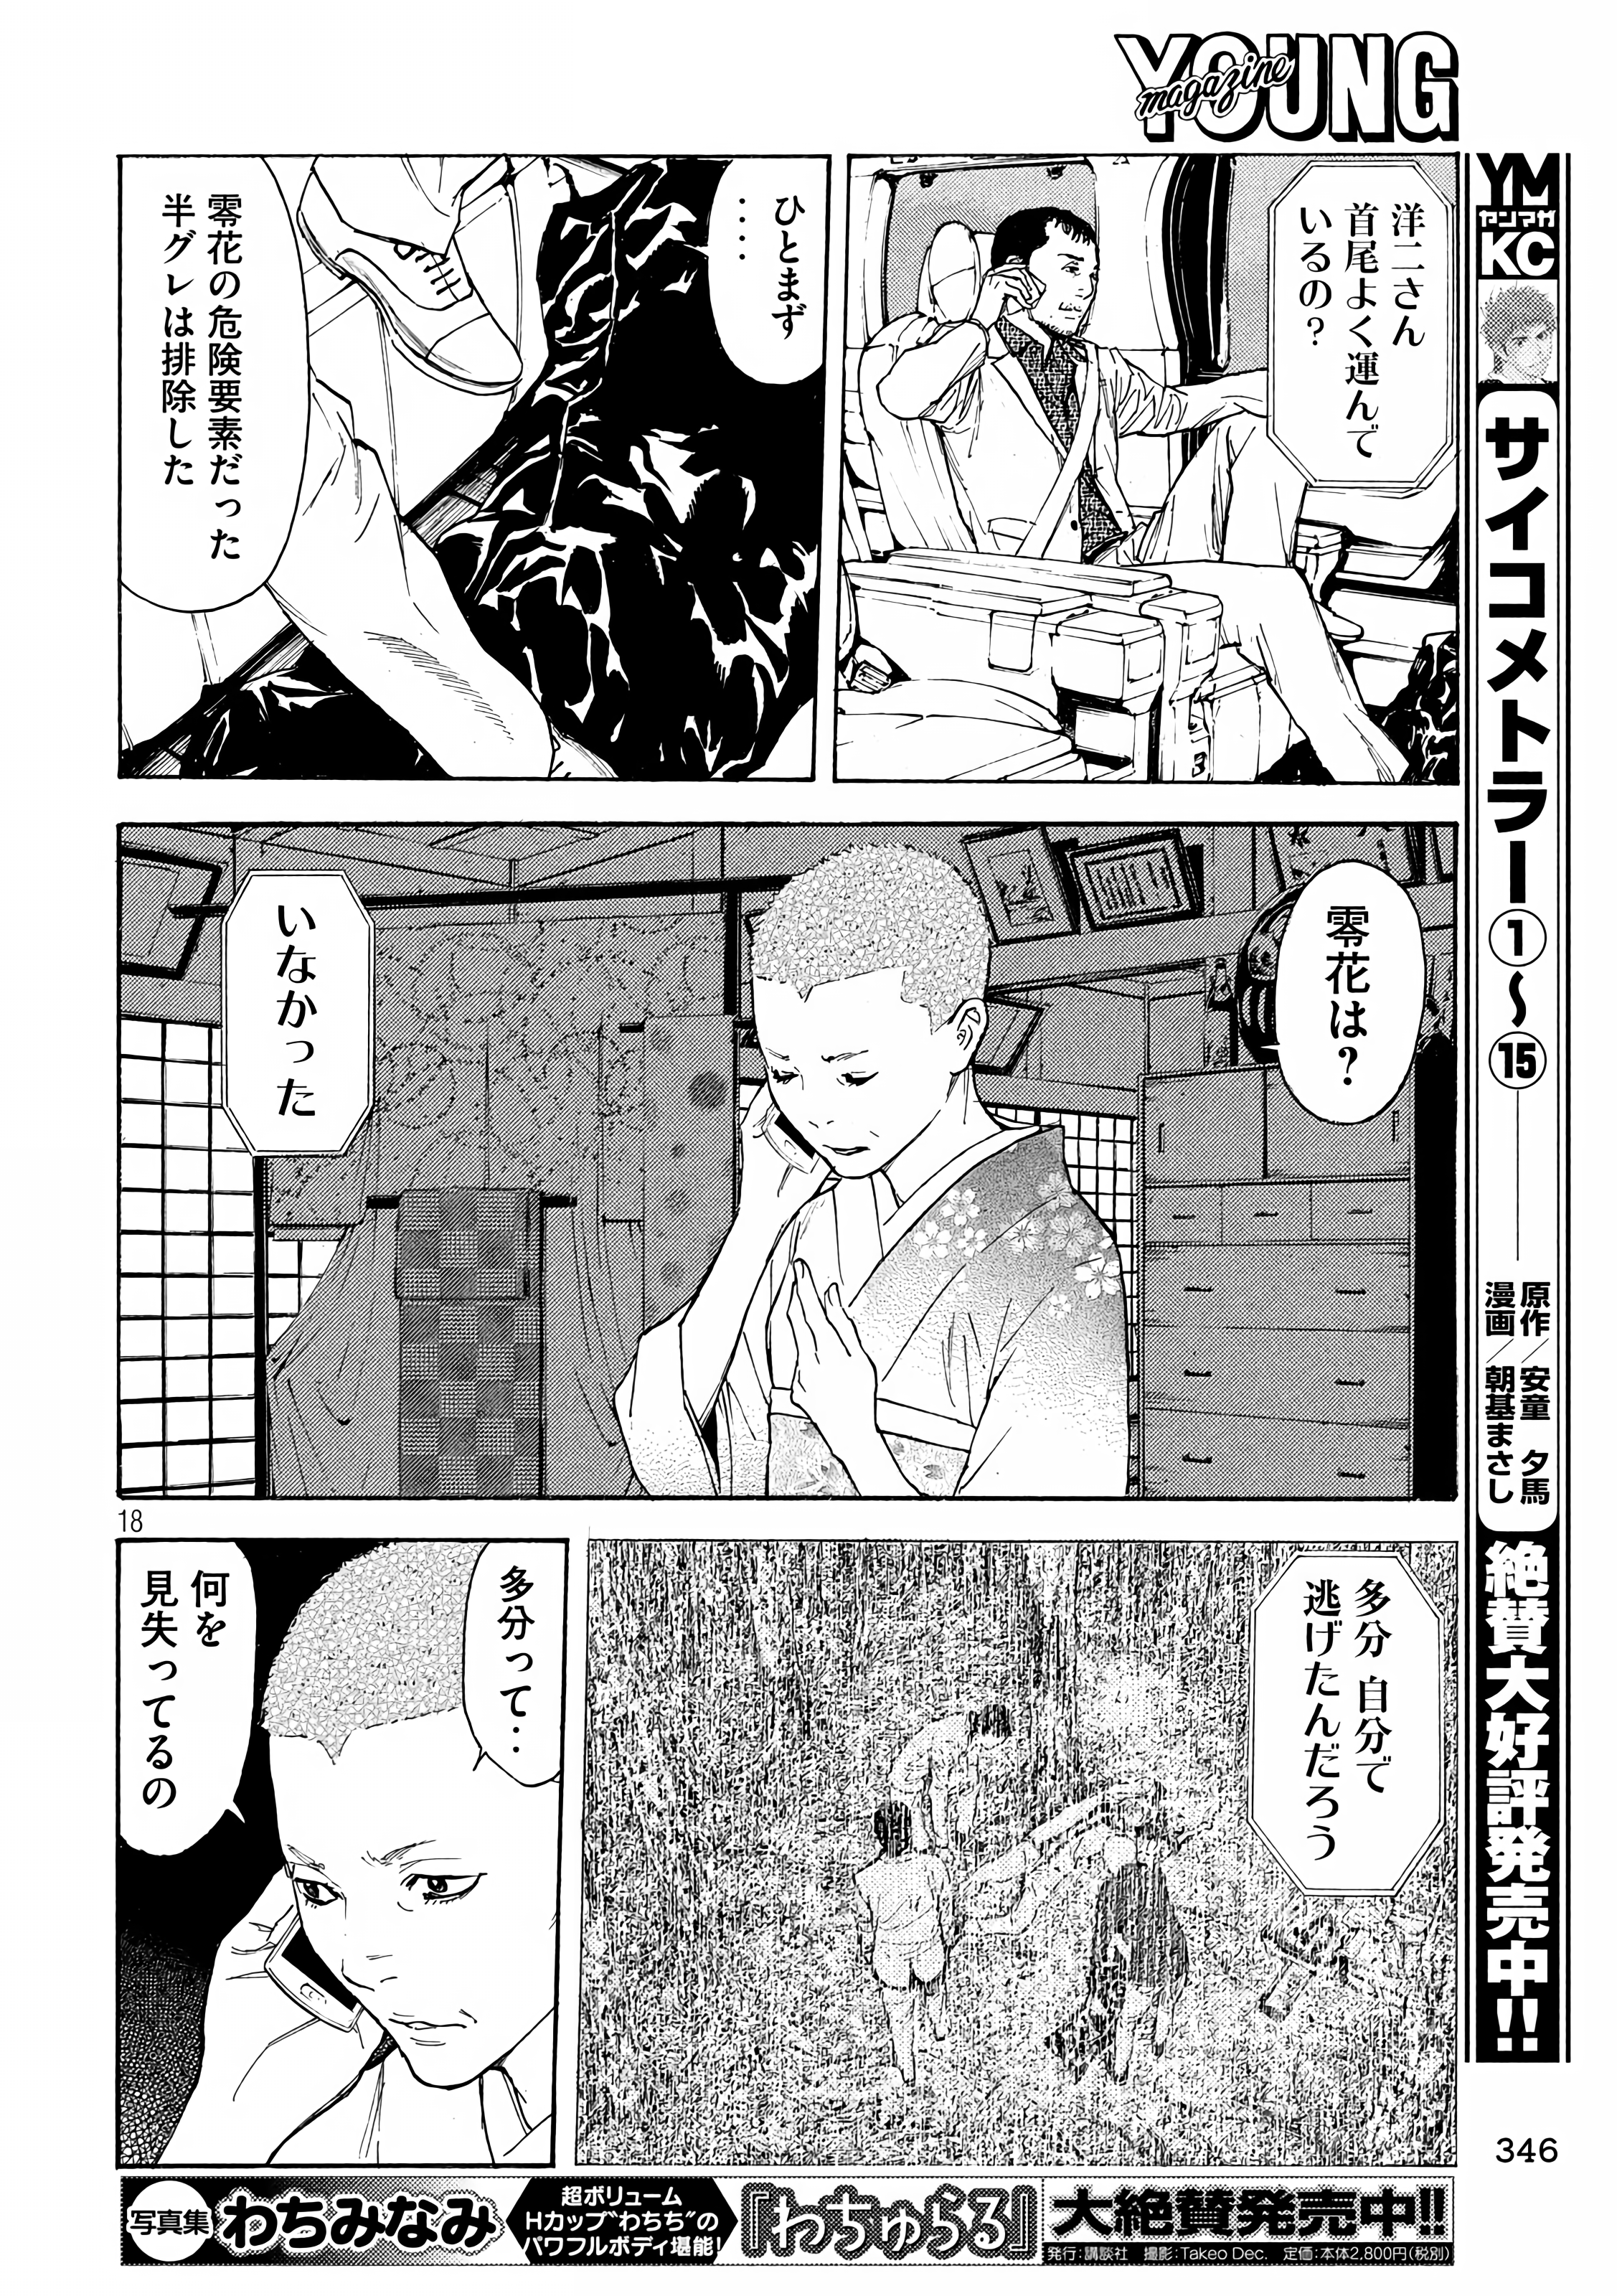 YOUNG
magazine
洋二さん
首尾よく運んで
いるの？
ひとまず
‥‥
零花の危険要素だった
半グレは排除した
零花は？
いなかった
18
多分 自分で
逃げたんだろう
多分って‥
何を
見失ってるの
YM
ヤンマガ
KC
サイコメトラー①〜⑮
原作／安童 夕馬
漫画／朝基まさし
絶賛大好評発売中!!
346
写真集
わちみなみ
超ボリューム
Hカップ“わちち”の
パワフルボディ堪能!
『わちゅらる』
大絶賛発売中!!
発行：講談社 撮影：Takeo Dec. 定価：本体2,800円（税別）
3